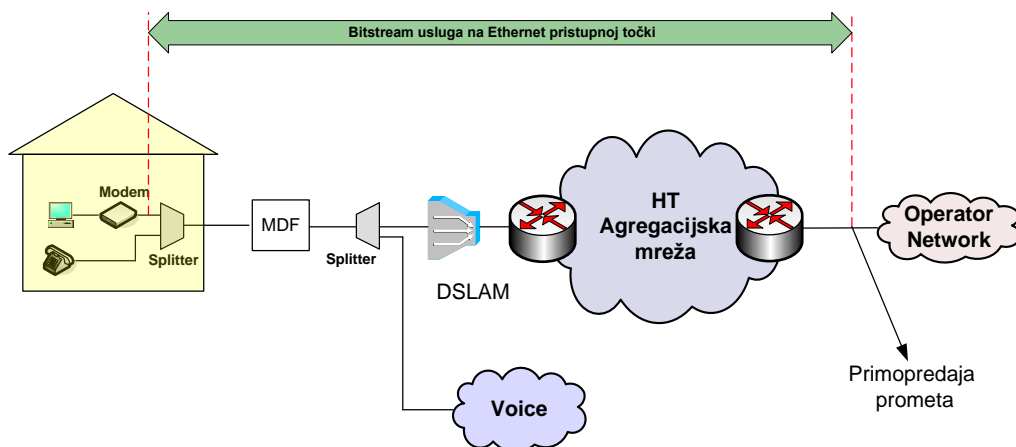 Bitstream usluga na Ethernet pristupnoj točki
Modem
Splitter
MDF
Splitter
DSLAM
HT
Agregacijska
mreža
Operator
Network
Voice
Primopredaja
prometa